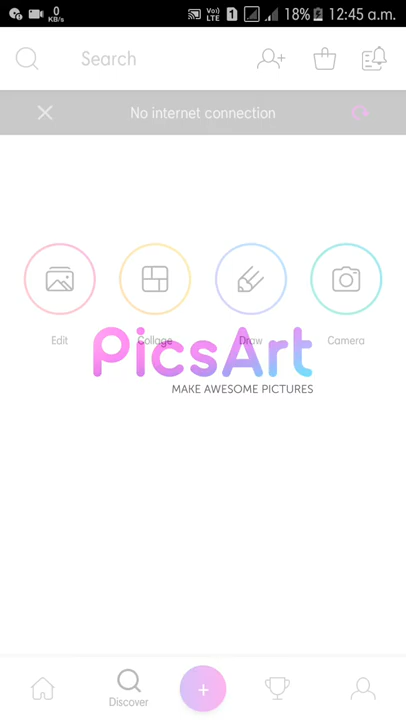 0
KB/s
Vo)
LTE
1
18%
12:45 a.m.
Search
No internet connection
Edit
Collage
Draw
Camera
PicsArt
MAKE AWESOME PICTURES
+
Discover